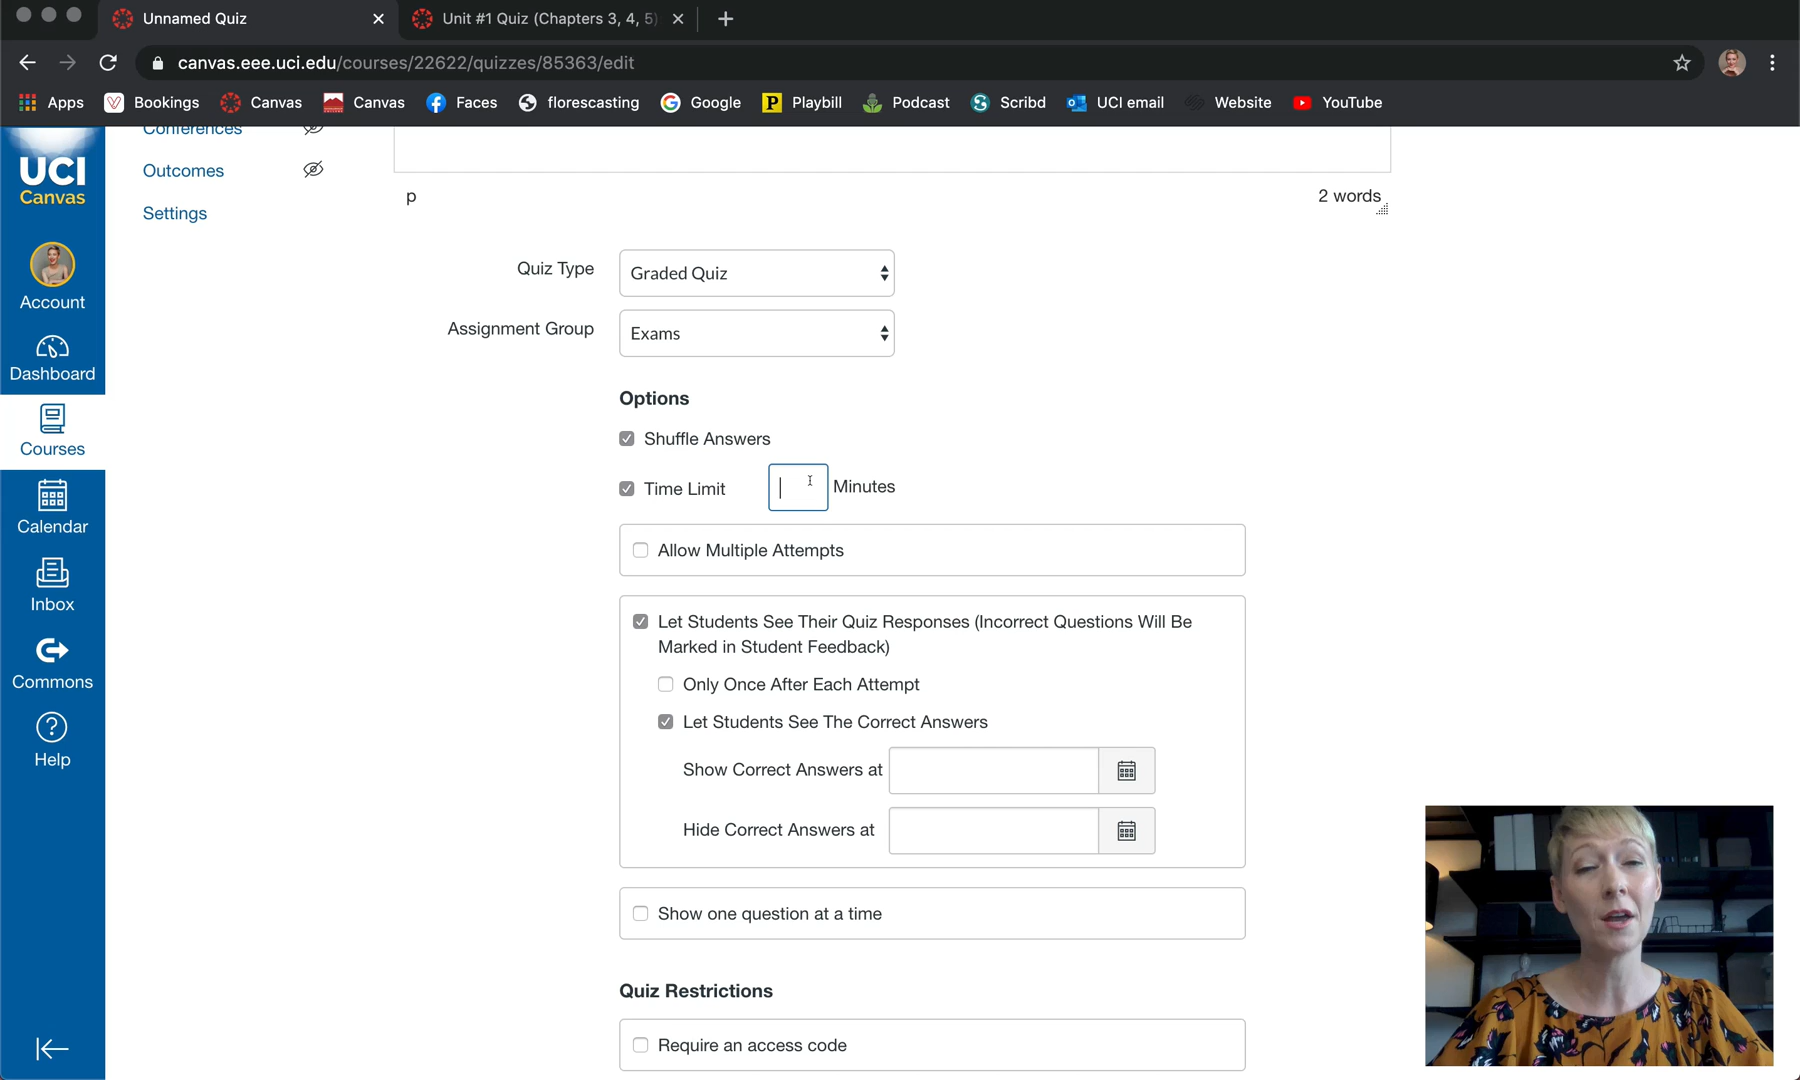 Unnamed Quiz
Unit #1 Quiz (Chapters 3, 4, 5)
canvas.eee.uci.edu/courses/22622/quizzes/85363/edit
Apps
Bookings
Canvas
Canvas
Faces
florescasting
Google
Playbill
Podcast
Scribd
UCI email
Website
YouTube
UCI
Canvas
Account
Dashboard
Courses
Calendar
Inbox
Commons
Help
Conferences
Outcomes
Settings
p
2 words
Quiz Type
Graded Quiz
Assignment Group
Exams
Options
Shuffle Answers
Time Limit
Minutes
Allow Multiple Attempts
Let Students See Their Quiz Responses (Incorrect Questions Will Be
Marked in Student Feedback)
Only Once After Each Attempt
Let Students See The Correct Answers
Show Correct Answers at
Hide Correct Answers at
Show one question at a time
Quiz Restrictions
Require an access code